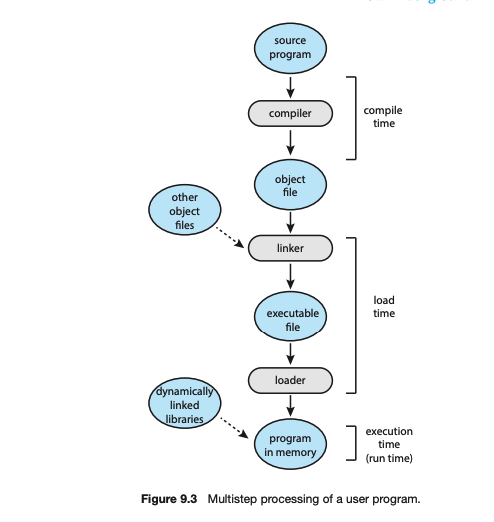 source
program
compiler
compile
time
object
file
other
object
files
linker
executable
file
load
time
loader
dynamically
linked
libraries
program
in memory
execution
time
(run time)
Figure 9.3 Multistep processing of a user program.